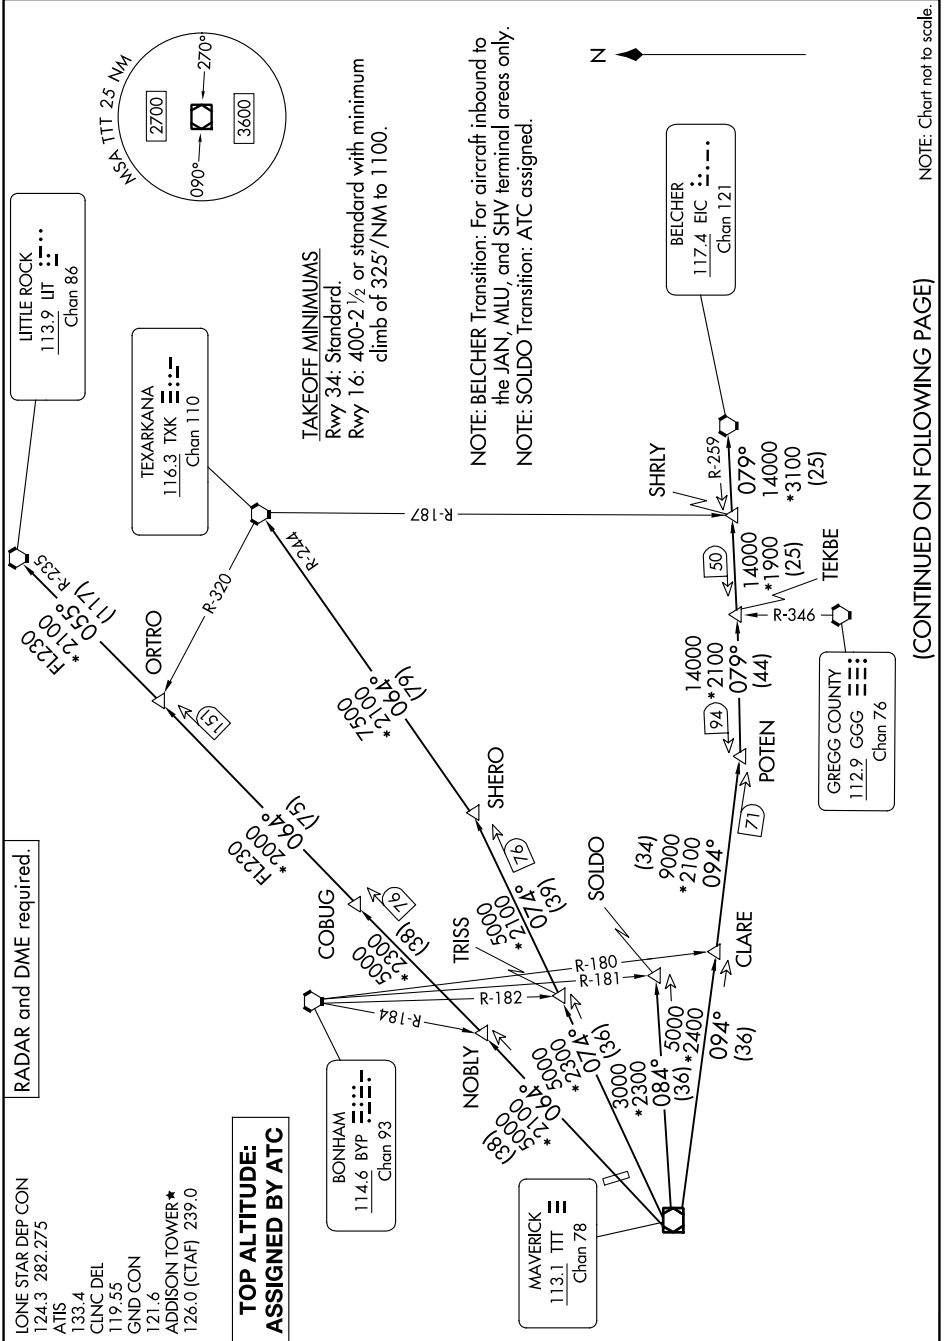 LONE STAR DEP CON
124.3 282.275
ATIS
133.4
CLNC DEL
119.55
GND CON
121.6
ADDISON TOWER★
126.0 (CTAF) 239.0
RADAR and DME required.
TOP ALTITUDE:
ASSIGNED BY ATC
MSA TTT 25 NM
2700
090°
270°
3600
LITTLE ROCK
113.9 LIT
Chan 86
TEXARKANA
116.3 TXK
Chan 110
TAKEOFF MINIMUMS
Rwy 34: Standard.
Rwy 16: 400-2½ or standard with minimum
climb of 325'/NM to 1100.
NOTE: BELCHER Transition: For aircraft inbound to
the JAN, MLU, and SHV terminal areas only.
NOTE: SOLDO Transition: ATC assigned.
N
BONHAM
114.6 BYP
Chan 93
MAVERICK
113.1 TTT
Chan 78
BELCHER
117.4 EIC
Chan 121
GREGG COUNTY
112.9 GGG
Chan 76
R-235
FL230
*2100
055°
(117)
ORTRO
R-320
151
FL230
*2000
064°
(75)
COBUG
76
5000
*2300
(38)
NOBLY
R-184
5000
*2100
064°
(38)
R-244
7500
*2100
064°
(79)
SHERO
76
5000
*2100
074°
(39)
TRISS
R-182
5000
*2300
074°
(36)
SOLDO
R-181
3000
*2300
084°
(36)
CLARE
R-180
5000
*2400
094°
(36)
(34)
9000
*2100
094°
71
POTEN
94
14000
*2100
079°
(44)
TEKBE
R-346
50
14000
*1900
(25)
SHRLY
R-187
R-259
079°
14000
*3100
(25)
(CONTINUED ON FOLLOWING PAGE)
NOTE: Chart not to scale.